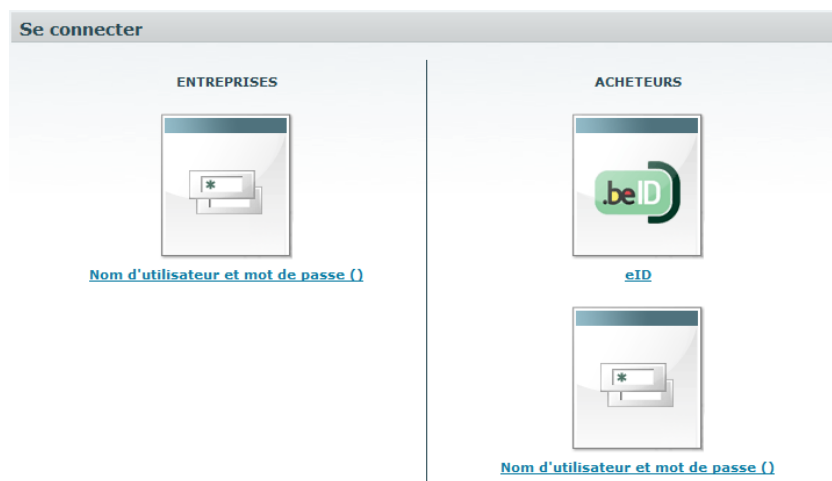 Se connecter
ENTREPRISES
*
Nom d'utilisateur et mot de passe ()
ACHETEURS
.beID
eID
*
Nom d'utilisateur et mot de passe ()